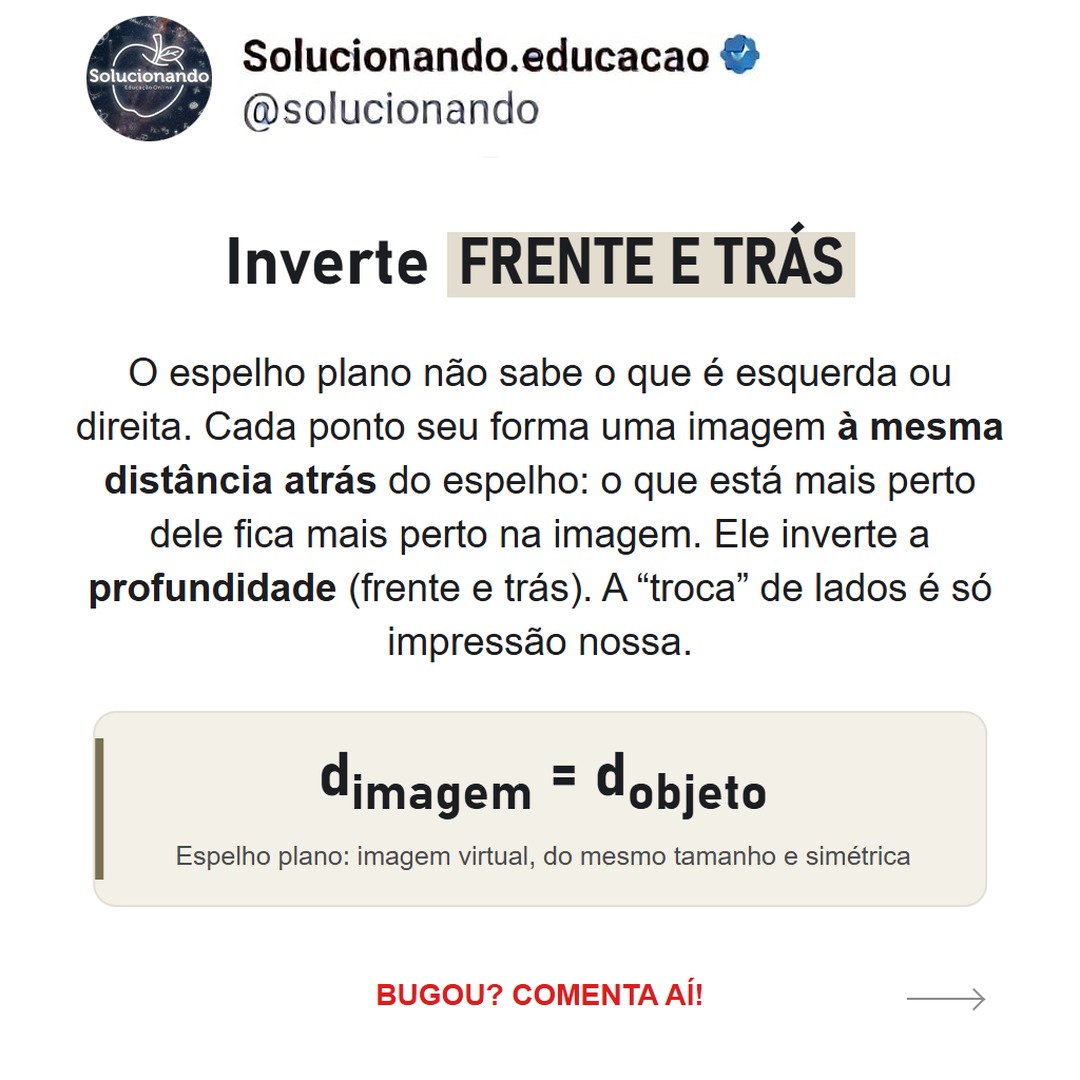 Solucionando
Educação Online
Solucionando.educacao
@solucionando
Inverte FRENTE E TRÁS
O espelho plano não sabe o que é esquerda ou
direita. Cada ponto seu forma uma imagem à mesma
distância atrás do espelho: o que está mais perto
dele fica mais perto na imagem. Ele inverte a
profundidade (frente e trás). A “troca” de lados é só
impressão nossa.
dimagem = dobjeto
Espelho plano: imagem virtual, do mesmo tamanho e simétrica
BUGOU? COMENTA AÍ!